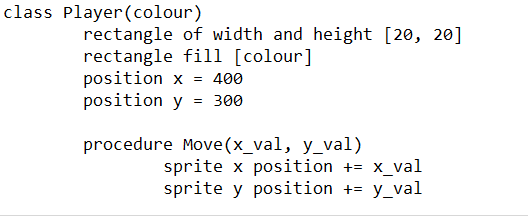 class Player(colour)
rectangle of width and height [20, 20]
rectangle fill [colour]
position x = 400
position y = 300
procedure Move(x_val, y_val)
sprite x position += x_val
sprite y position += y_val